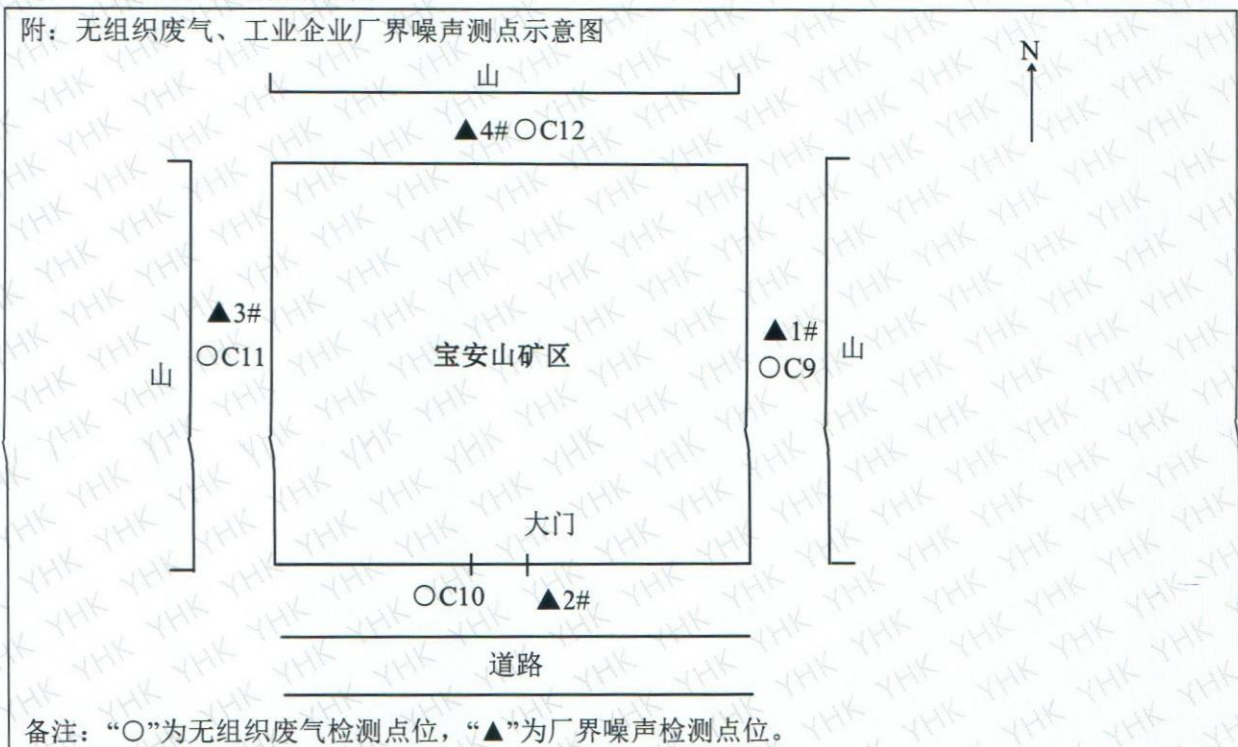 附：无组织废气、工业企业厂界噪声测点示意图
N
山
▲4# ○C12
▲3#
○C11
山
宝安山矿区
▲1#
○C9
山
大门
○C10 ▲2#
道路
备注：“○”为无组织废气检测点位，“▲”为厂界噪声检测点位。
YHK